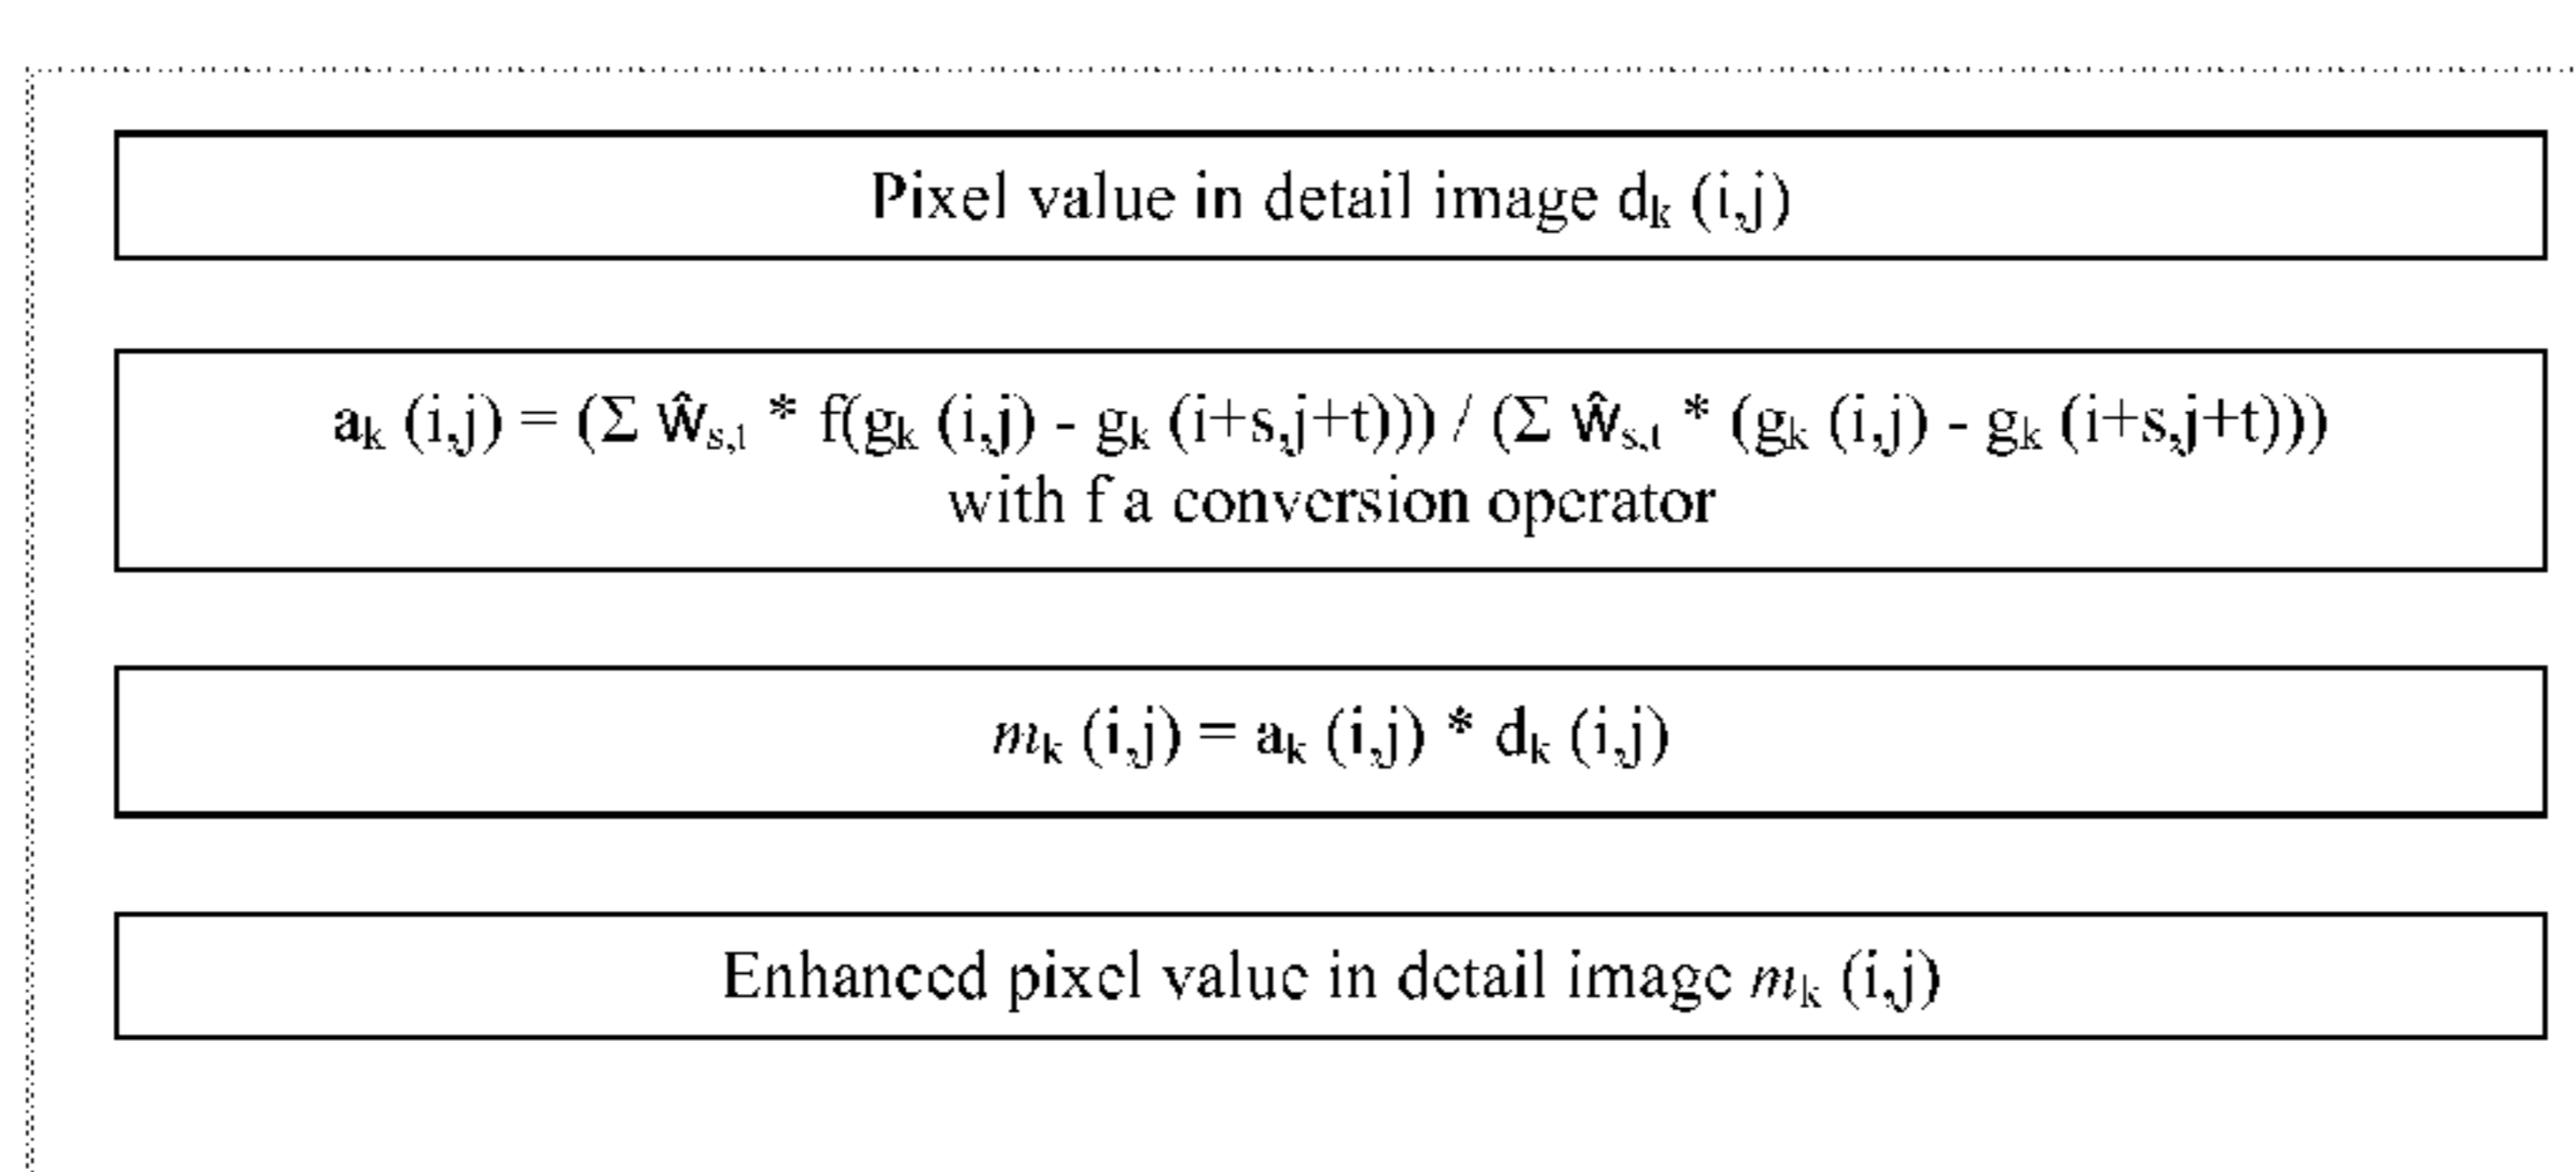 Pixel value in detail image dₖ (i,j)
aₖ (i,j) = (Σ ŵₛ,ₜ * f(gₖ (i,j) - gₖ (i+s,j+t))) / (Σ ŵₛ,ₜ * (gₖ (i,j) - gₖ (i+s,j+t)))
with f a conversion operator
mₖ (i,j) = aₖ (i,j) * dₖ (i,j)
Enhanced pixel value in detail image mₖ (i,j)